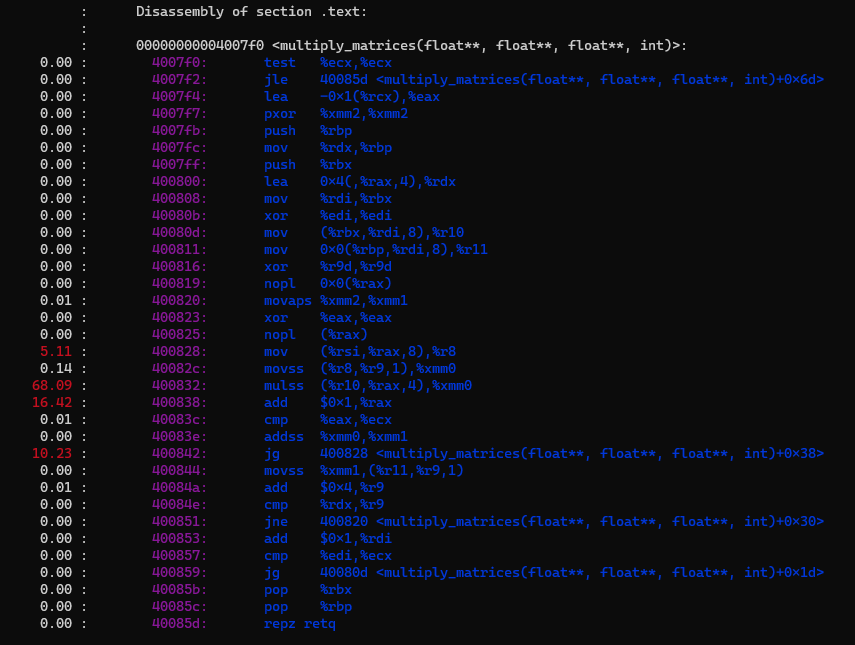 : Disassembly of section .text:
:
: 00000000004007f0 <multiply_matrices(float**, float**, float**, int)>:
0.00 : 4007f0: test %ecx,%ecx
0.00 : 4007f2: jle 40085d <multiply_matrices(float**, float**, float**, int)+0x6d>
0.00 : 4007f4: lea -0x1(%rcx),%eax
0.00 : 4007f7: pxor %xmm2,%xmm2
0.00 : 4007fb: push %rbp
0.00 : 4007fc: mov %rdx,%rbp
0.00 : 4007ff: push %rbx
0.00 : 400800: lea 0x4(,%rax,4),%rdx
0.00 : 400808: mov %rdi,%rbx
0.00 : 40080b: xor %edi,%edi
0.00 : 40080d: mov (%rbx,%rdi,8),%r10
0.00 : 400811: mov 0x0(%rbp,%rdi,8),%r11
0.00 : 400816: xor %r9d,%r9d
0.00 : 400819: nopl 0x0(%rax)
0.01 : 400820: movaps %xmm2,%xmm1
0.00 : 400823: xor %eax,%eax
0.00 : 400825: nopl (%rax)
5.11 : 400828: mov (%rsi,%rax,8),%r8
0.14 : 40082c: movss (%r8,%r9,1),%xmm0
68.09 : 400832: mulss (%r10,%rax,4),%xmm0
16.42 : 400838: add $0x1,%rax
0.01 : 40083c: cmp %eax,%ecx
0.00 : 40083e: addss %xmm0,%xmm1
10.23 : 400842: jg 400828 <multiply_matrices(float**, float**, float**, int)+0x38>
0.00 : 400844: movss %xmm1,(%r11,%r9,1)
0.01 : 40084a: add $0x4,%r9
0.00 : 40084e: cmp %rdx,%r9
0.00 : 400851: jne 400820 <multiply_matrices(float**, float**, float**, int)+0x30>
0.00 : 400853: add $0x1,%rdi
0.00 : 400857: cmp %edi,%ecx
0.00 : 400859: jg 40080d <multiply_matrices(float**, float**, float**, int)+0x1d>
0.00 : 40085b: pop %rbx
0.00 : 40085c: pop %rbp
0.00 : 40085d: repz retq